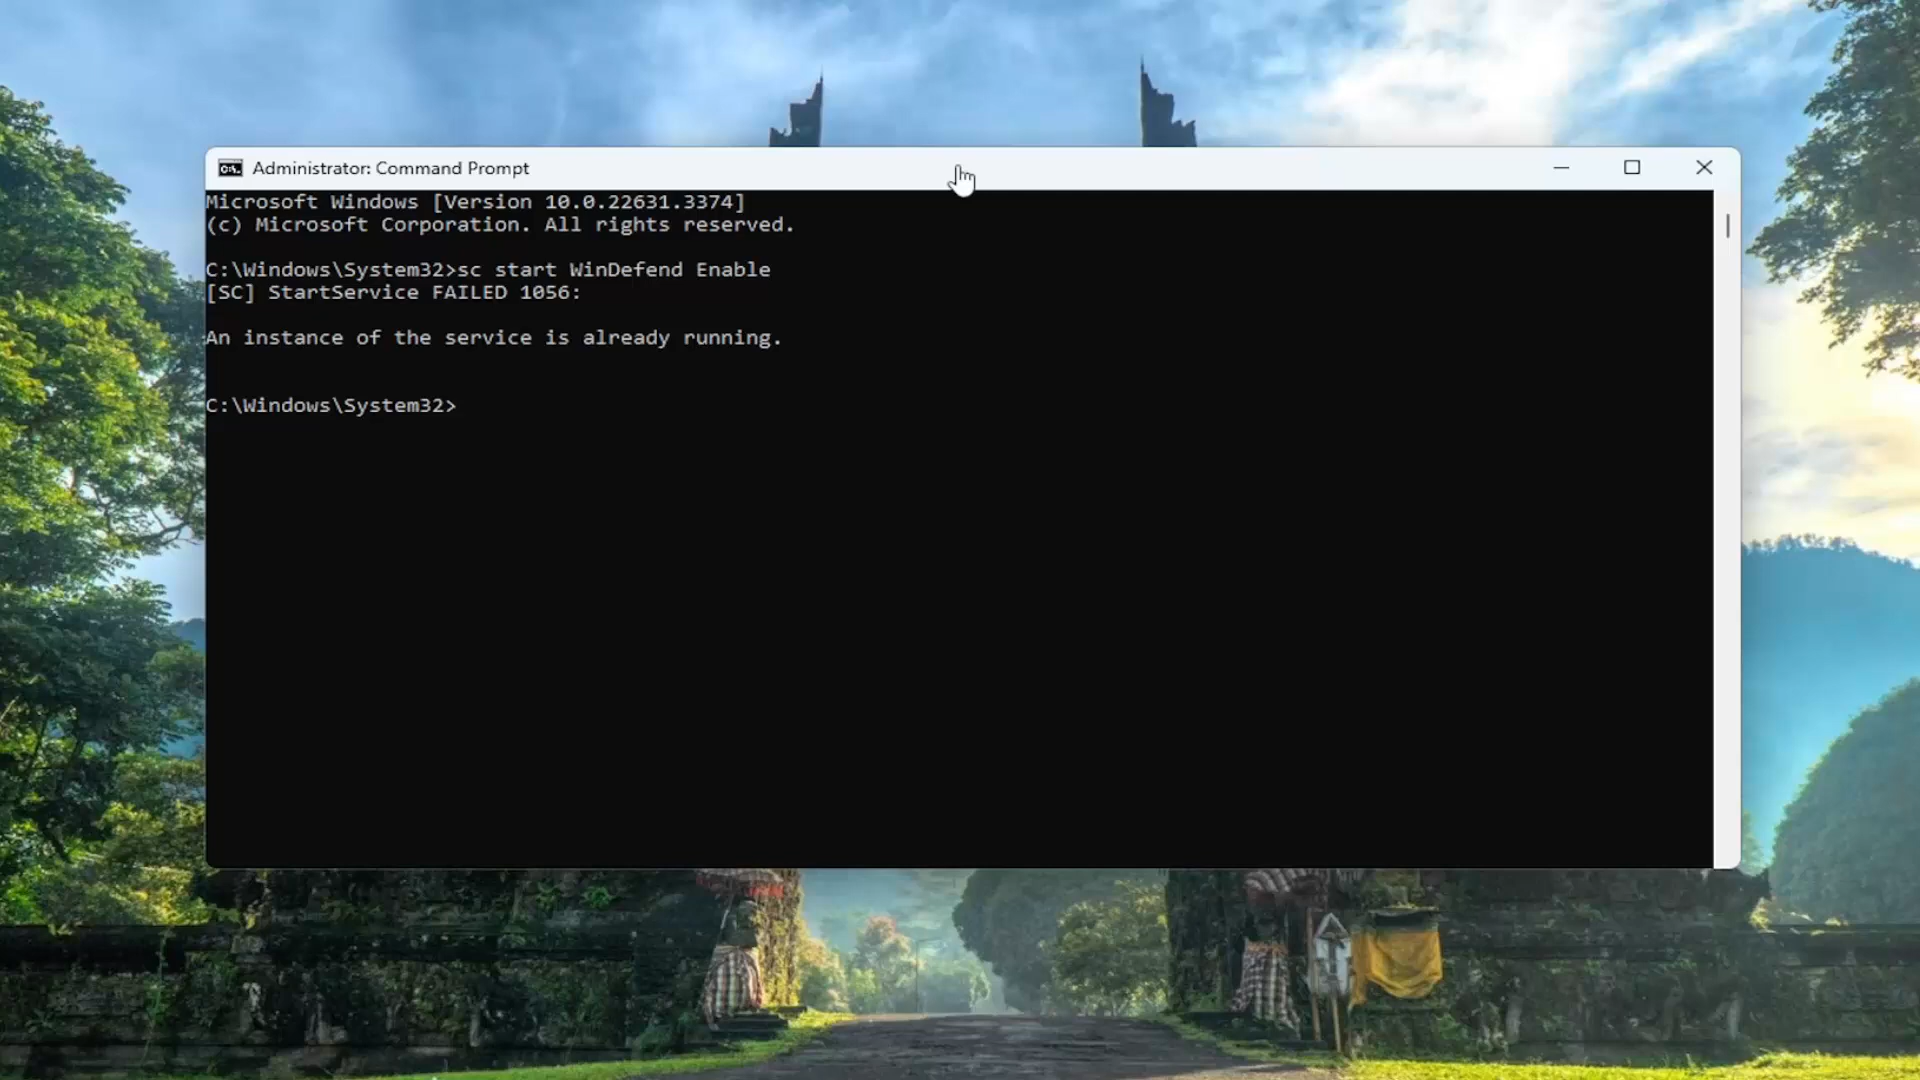 Administrator: Command Prompt
Microsoft Windows [Version 10.0.22631.3374]
(c) Microsoft Corporation. All rights reserved.
C:\Windows\System32>sc start WinDefend Enable
[SC] StartService FAILED 1056:
An instance of the service is already running.
C:\Windows\System32>